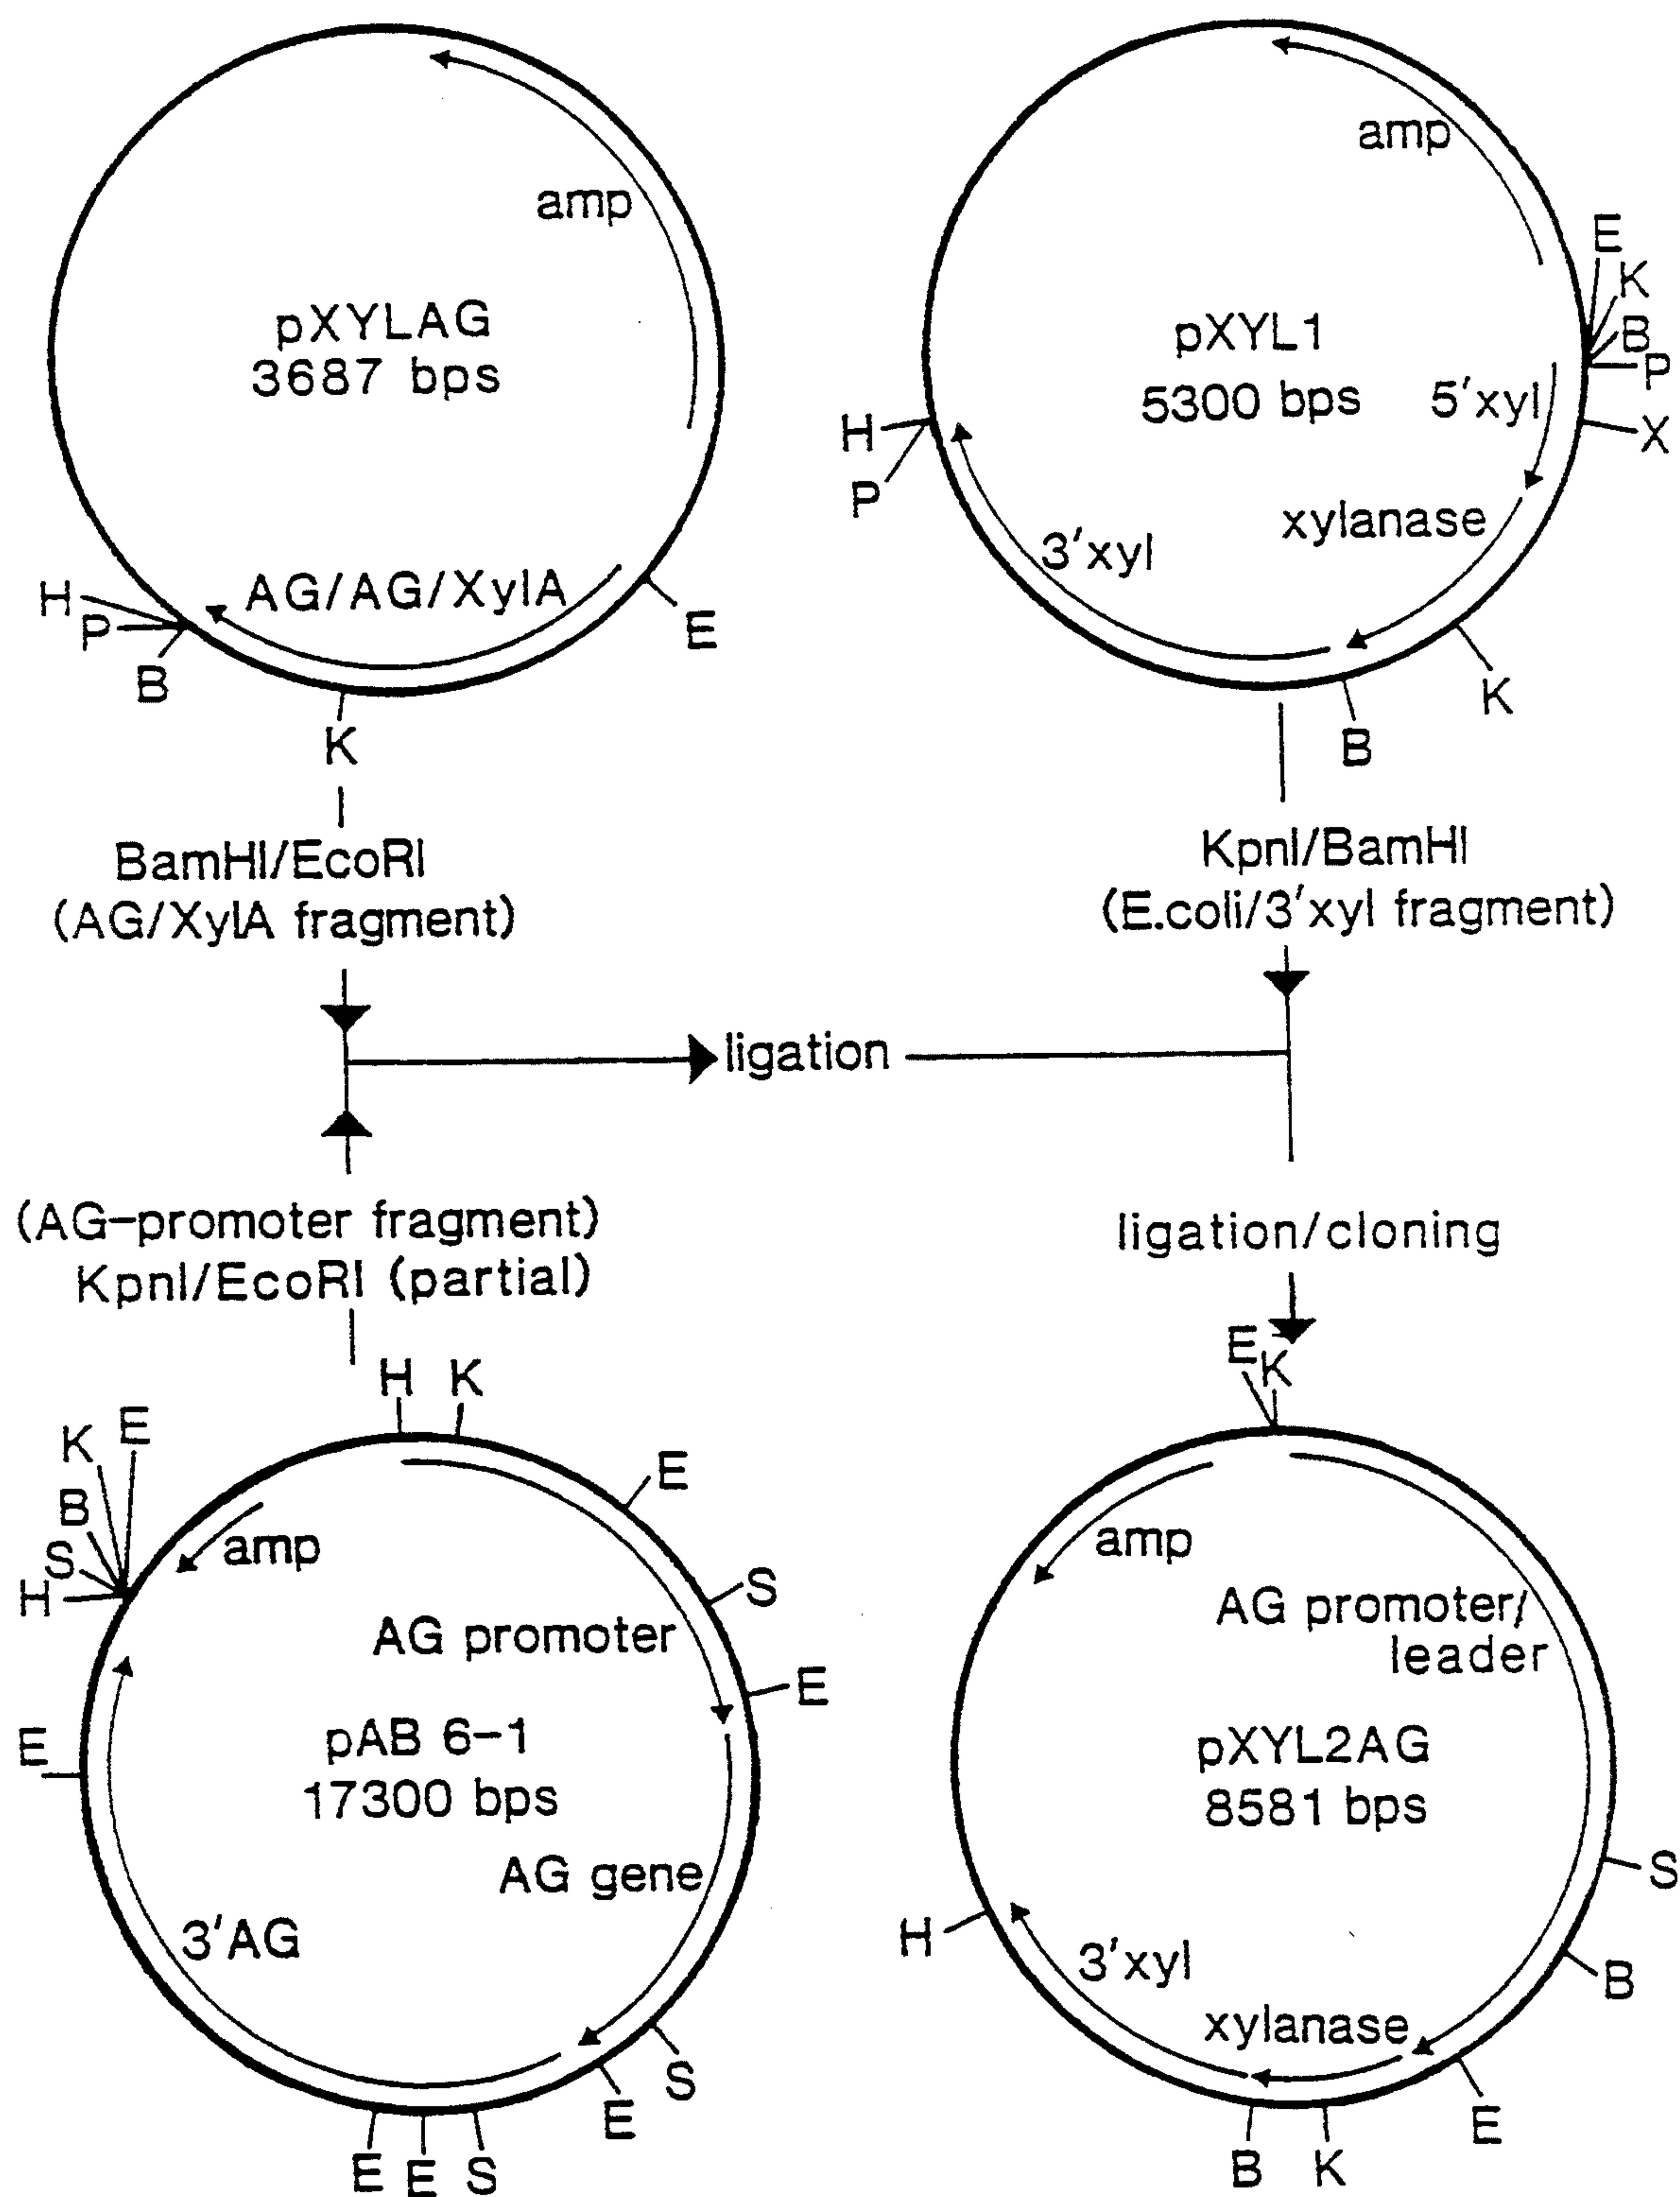 amp
pXYLAG
3687 bps
AG/AG/XylA
H
P
B
K
E
BamHI/EcoRI
(AG/XylA fragment)
amp
pXYL1
5300 bps
E
K
B
P
5'xyl
X
xylanase
3'xyl
H
P
K
B
KpnI/BamHI
(E.coli/3'xyl fragment)
ligation
(AG-promoter fragment)
KpnI/EcoRI (partial)
ligation/cloning
H K
K E
B
S
H
E
amp
E
S
AG promoter
E
pAB 6-1
17300 bps
AG gene
3'AG
S
E
E E S
E K
amp
AG promoter/
leader
pXYL2AG
8581 bps
S
H
3'xyl
B
xylanase
E
B K